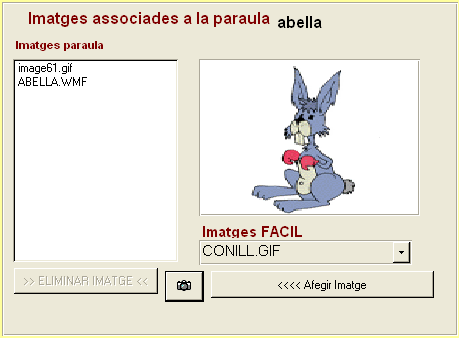 Imatges associades a la paraula abella
Imatges paraula
image61.gif
ABELLA.WMF
Imatges FACIL
CONILL.GIF
>> ELIMINAR IMATGE <<
<<<< Afegir Imatge